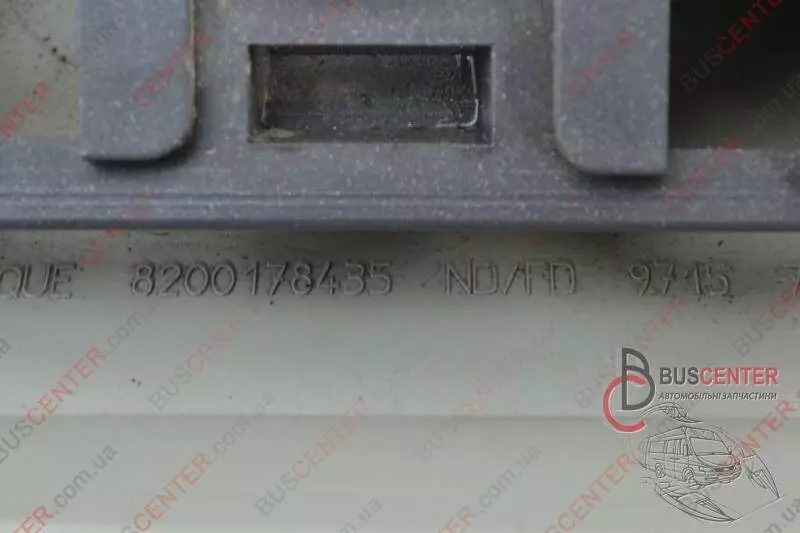 QUE 8200178435 ND/FD 9715
BUSCENTER
АВТОМОБІЛЬНІ ЗАПЧАСТИНИ
BUSCENTER
.com.ua